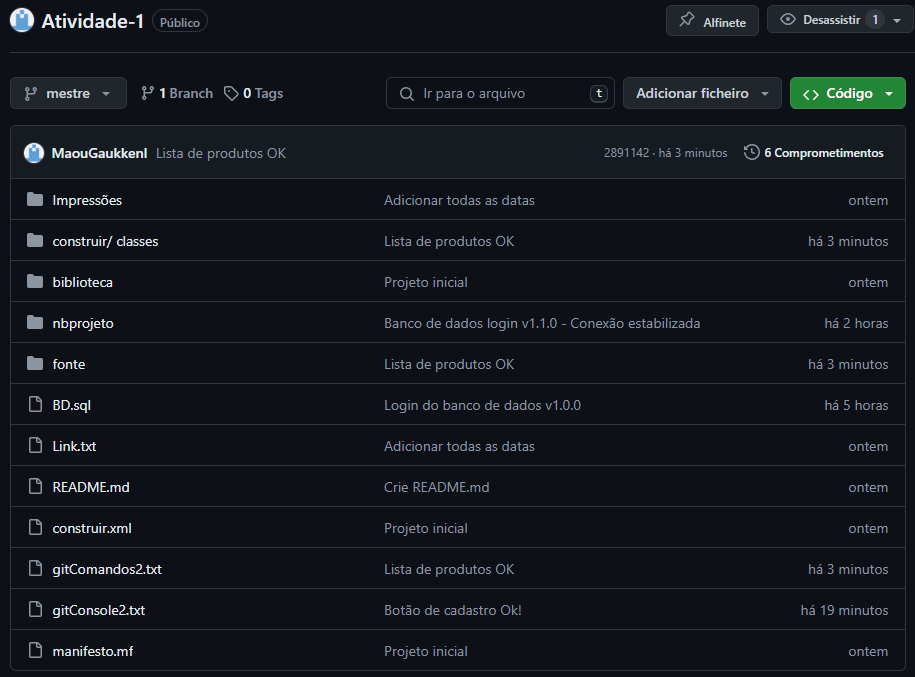 Atividade-1 Público Alfinete Desassistir 1
mestre 1 Branch 0 Tags Ir para o arquivo t Adicionar ficheiro Código
MaouGaukkenl Lista de produtos OK 2891142 · há 3 minutos 6 Comprometimentos
Impressões Adicionar todas as datas ontem
construir/ classes Lista de produtos OK há 3 minutos
biblioteca Projeto inicial ontem
nbprojeto Banco de dados login v1.1.0 - Conexão estabilizada há 2 horas
fonte Lista de produtos OK há 3 minutos
BD.sql Login do banco de dados v1.0.0 há 5 horas
Link.txt Adicionar todas as datas ontem
README.md Crie README.md ontem
construir.xml Projeto inicial ontem
gitComandos2.txt Lista de produtos OK há 3 minutos
gitConsole2.txt Botão de cadastro Ok! há 19 minutos
manifesto.mf Projeto inicial ontem